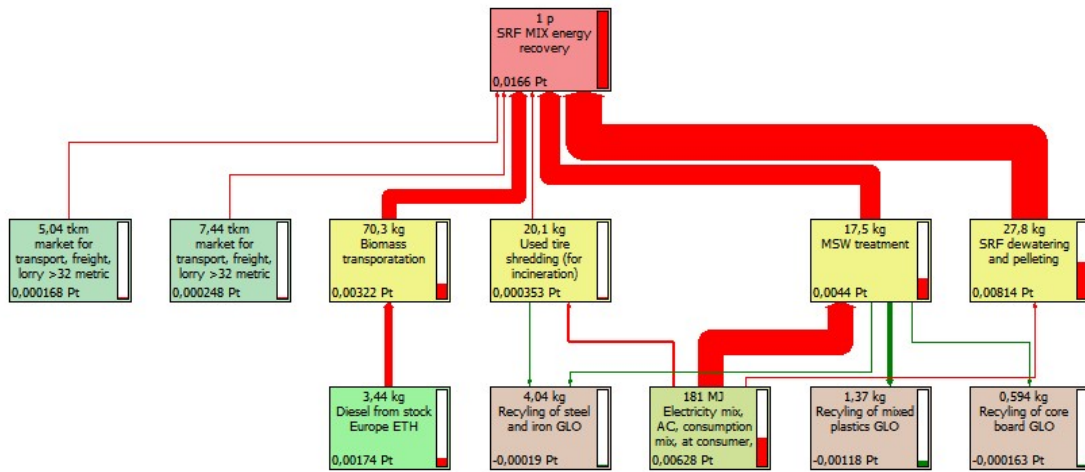 1 p
SRF MIX energy
recovery
0,0166 Pt
5,04 tkm
market for
transport, freight,
lorry >32 metric
0,000168 Pt
7,44 tkm
market for
transport, freight,
lorry >32 metric
0,000248 Pt
70,3 kg
Biomass
transporatation
0,00322 Pt
20,1 kg
Used tire
shredding (for
incineration)
0,000353 Pt
17,5 kg
MSW treatment
0,0044 Pt
27,8 kg
SRF dewatering
and pelleting
0,00814 Pt
3,44 kg
Diesel from stock
Europe ETH
0,00174 Pt
4,04 kg
Recyling of steel
and iron GLO
-0,00019 Pt
181 MJ
Electricity mix,
AC, consumption
mix, at consumer,
0,00628 Pt
1,37 kg
Recyling of mixed
plastics GLO
-0,00118 Pt
0,594 kg
Recyling of core
board GLO
-0,000163 Pt